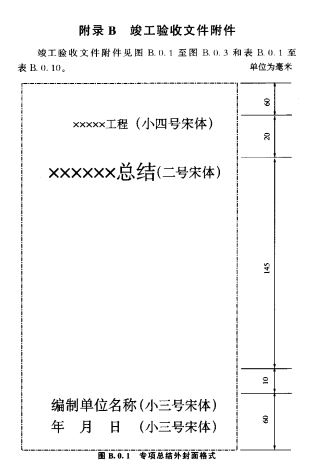 附录 B 竣工验收文件附件
竣工验收文件附件见图 B.0.1 至图 B.0.3 和表 B.0.1 至
表 B.0.10。
单位为毫米
×××××工程（小四号宋体）
××××××总结(二号宋体)
编制单位名称(小三号宋体)
年 月 日 (小三号宋体)
60
20
145
10
60
图 B.0.1 专项总结外封面格式